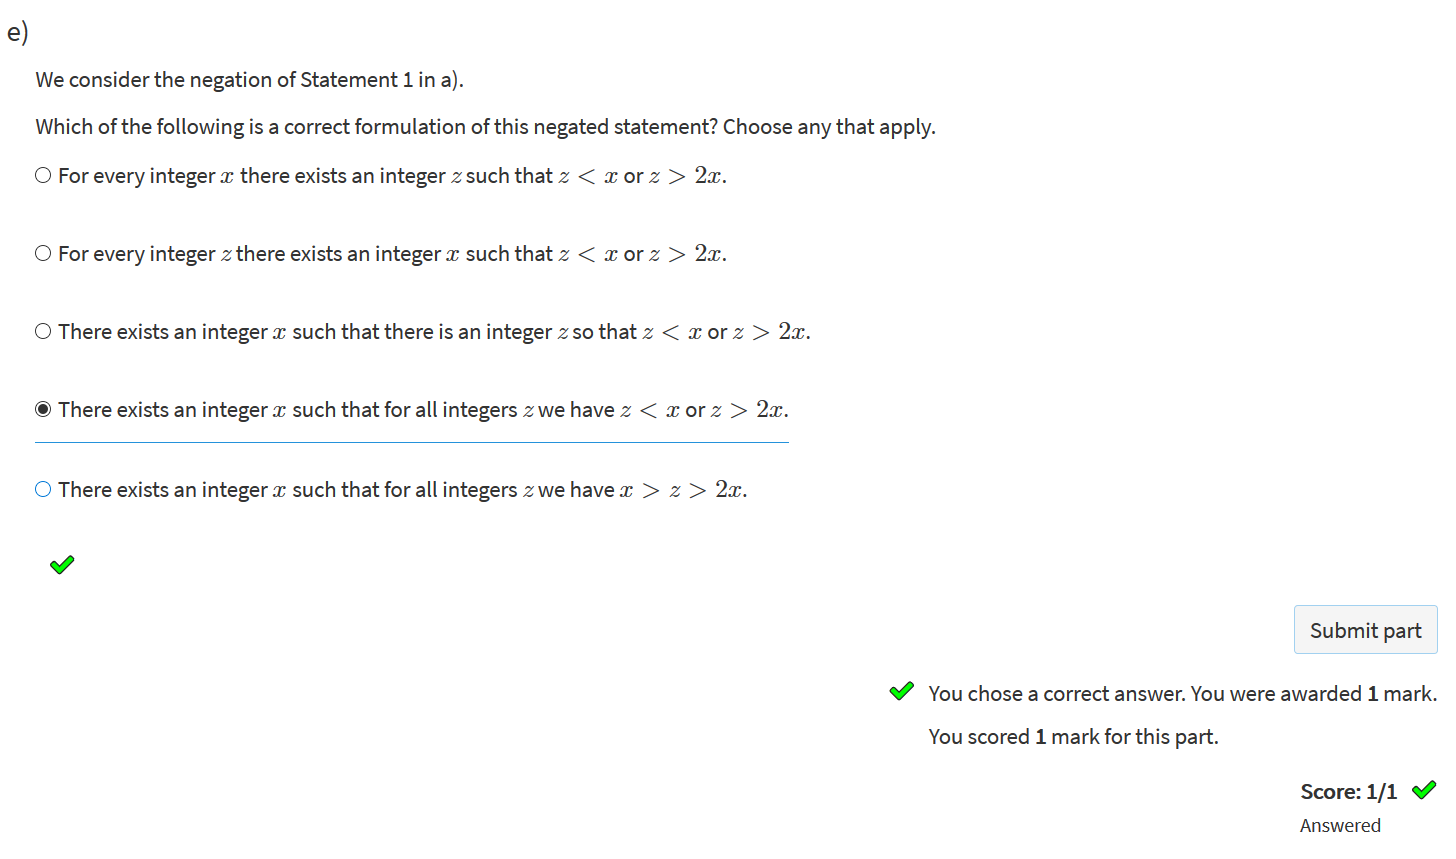 e)
We consider the negation of Statement 1 in a).
Which of the following is a correct formulation of this negated statement? Choose any that apply.
For every integer x there exists an integer z such that z < x or z > 2x.
For every integer z there exists an integer x such that z < x or z > 2x.
There exists an integer x such that there is an integer z so that z < x or z > 2x.
There exists an integer x such that for all integers z we have z < x or z > 2x.
There exists an integer x such that for all integers z we have x > z > 2x.
Submit part
You chose a correct answer. You were awarded 1 mark.
You scored 1 mark for this part.
Score: 1/1
Answered